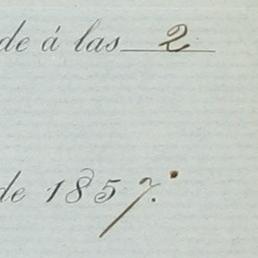 de á las 2
de 1857.